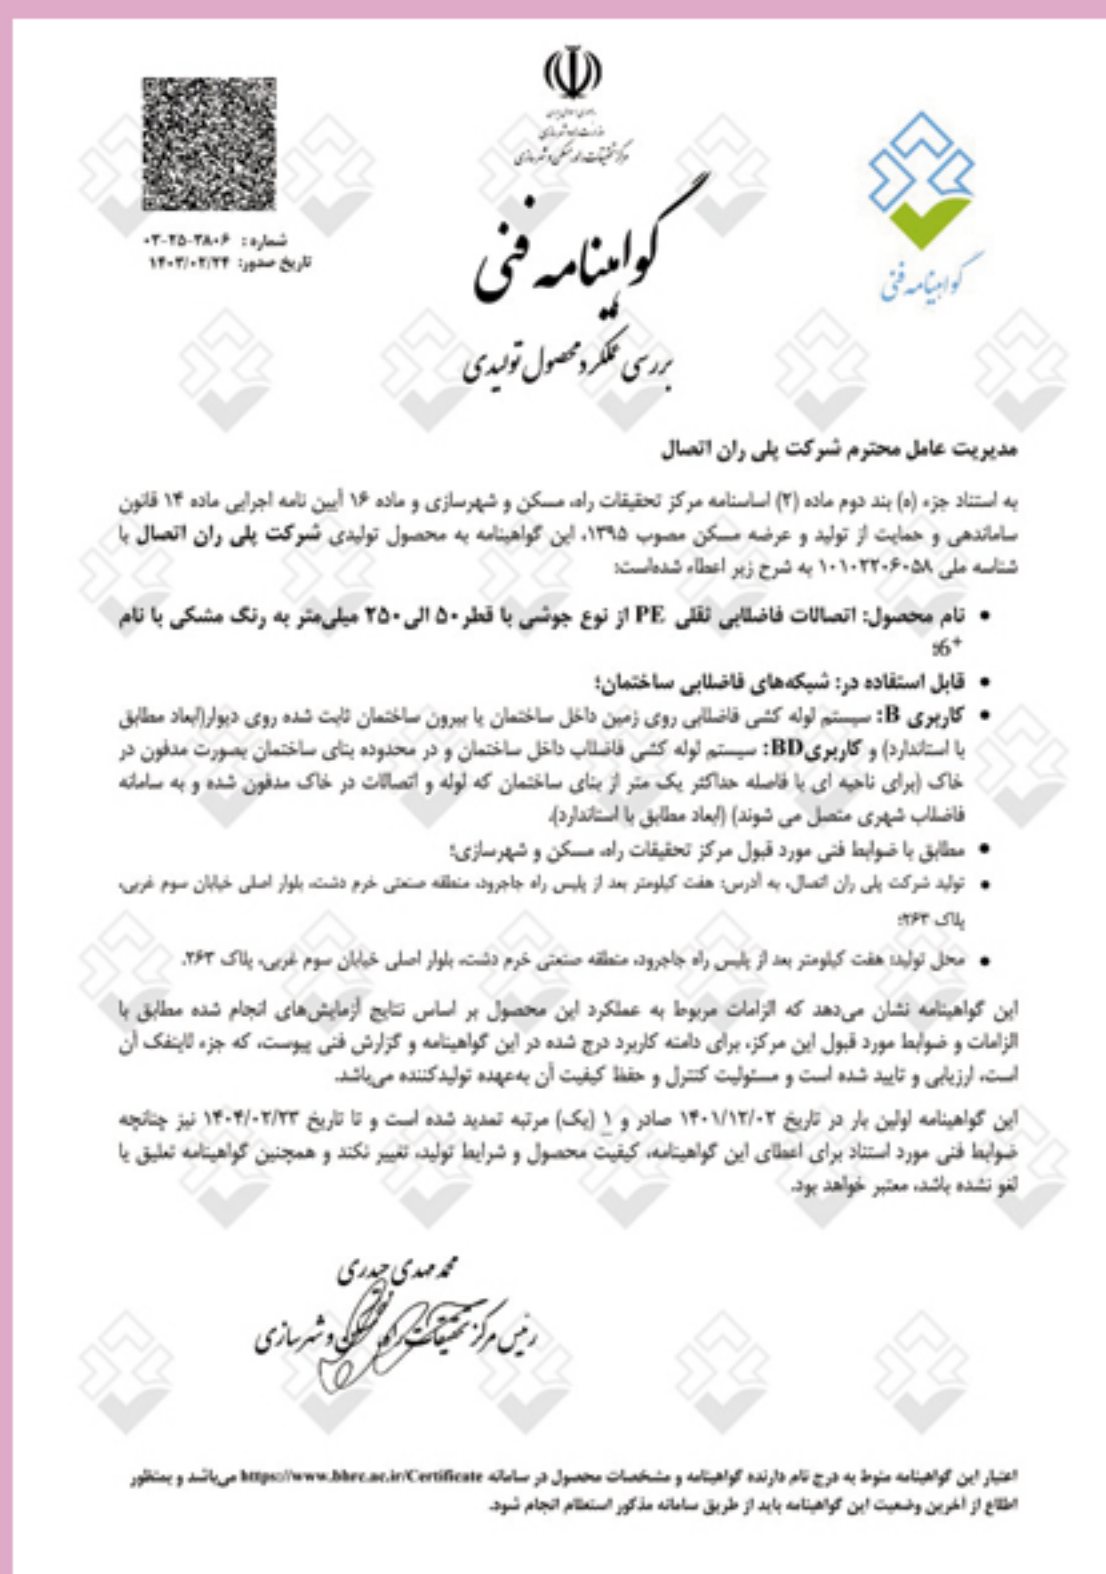 جمهوری اسلامی ایران
وزارت راه و شهرسازی
مرکز تحقیقات راه، مسکن و شهرسازی
گواهینامه فنی
بررسی عملکرد محصول تولیدی
گواهینامه فنی
شماره : ۳۸۰۶-۲۵-۰۳
تاریخ صدور: ۱۴۰۳/۰۲/۲۴
مدیریت عامل محترم شرکت پلی ران اتصال
به استناد جزء (ه) بند دوم ماده (۲) اساسنامه مرکز تحقیقات راه، مسکن و شهرسازی و ماده ۱۶ آیین نامه اجرایی ماده ۱۴ قانون
ساماندهی و حمایت از تولید و عرضه مسکن مصوب ۱۳۹۵، این گواهینامه به محصول تولیدی شرکت پلی ران اتصال با
شناسه ملی ۱۰۱۰۲۲۰۶۰۵۸ به شرح زیر اعطاء شده‌است:
• نام محصول: اتصالات فاضلابی ثقلی PE از نوع جوشی با قطر ۵۰ الی ۲۵۰ میلی‌متر به رنگ مشکی با نام
6+؛
• قابل استفاده در: شبکه‌های فاضلابی ساختمان؛
• کاربری B: سیستم لوله کشی فاضلابی روی زمین داخل ساختمان یا بیرون ساختمان ثابت شده روی دیوار(ابعاد مطابق
با استاندارد) و کاربریBD: سیستم لوله کشی فاضلاب داخل ساختمان و در محدوده بنای ساختمان بصورت مدفون در
خاک (برای ناحیه ای با فاصله حداکثر یک متر از بنای ساختمان که لوله و اتصالات در خاک مدفون شده و به سامانه
فاضلاب شهری متصل می شوند) (ابعاد مطابق با استاندارد).
• مطابق با ضوابط فنی مورد قبول مرکز تحقیقات راه، مسکن و شهرسازی؛
• تولید شرکت پلی ران اتصال، به آدرس: هفت کیلومتر بعد از پلیس راه جاجرود، منطقه صنعتی خرم دشت، بلوار اصلی خیابان سوم غربی،
پلاک ۲۶۳؛
• محل تولید: هفت کیلومتر بعد از پلیس راه جاجرود، منطقه صنعتی خرم دشت، بلوار اصلی خیابان سوم غربی، پلاک ۲۶۳.
این گواهینامه نشان می‌دهد که الزامات مربوط به عملکرد این محصول بر اساس نتایج آزمایش‌های انجام شده مطابق با
الزامات و ضوابط مورد قبول این مرکز، برای دامنه کاربرد درج شده در این گواهینامه و گزارش فنی پیوست، که جزء لاینفک آن
است، ارزیابی و تایید شده است و مسئولیت کنترل و حفظ کیفیت آن به‌عهده تولیدکننده می‌باشد.
این گواهینامه اولین بار در تاریخ ۱۴۰۱/۱۲/۰۲ صادر و ۱ (یک) مرتبه تمدید شده است و تا تاریخ ۱۴۰۴/۰۲/۲۳ نیز چنانچه
ضوابط فنی مورد استناد برای اعطای این گواهینامه، کیفیت محصول و شرایط تولید، تغییر نکند و همچنین گواهینامه تعلیق یا
لغو نشده باشد، معتبر خواهد بود.
محمد مهدی حیدری
رئیس مرکز تحقیقات راه، مسکن و شهرسازی
اعتبار این گواهینامه منوط به درج نام دارنده گواهینامه و مشخصات محصول در سامانه https://www.bhrc.ac.ir/Certificate می‌باشد و بمنظور
اطلاع از آخرین وضعیت این گواهینامه باید از طریق سامانه مذکور استعلام انجام شود.